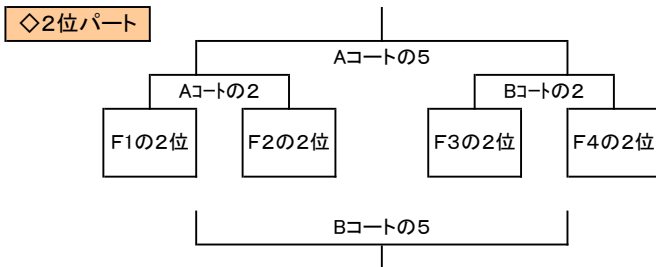 ◇2位パート
Aコートの5
Aコートの2
Bコートの2
F1の2位
F2の2位
F3の2位
F4の2位
Bコートの5